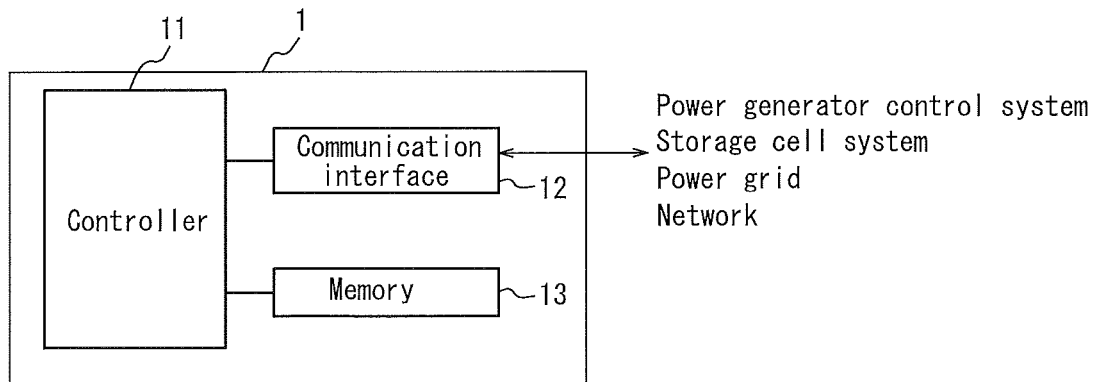 11
1
Controller
Communication
interface
12
Memory
13
Power generator control system
Storage cell system
Power grid
Network